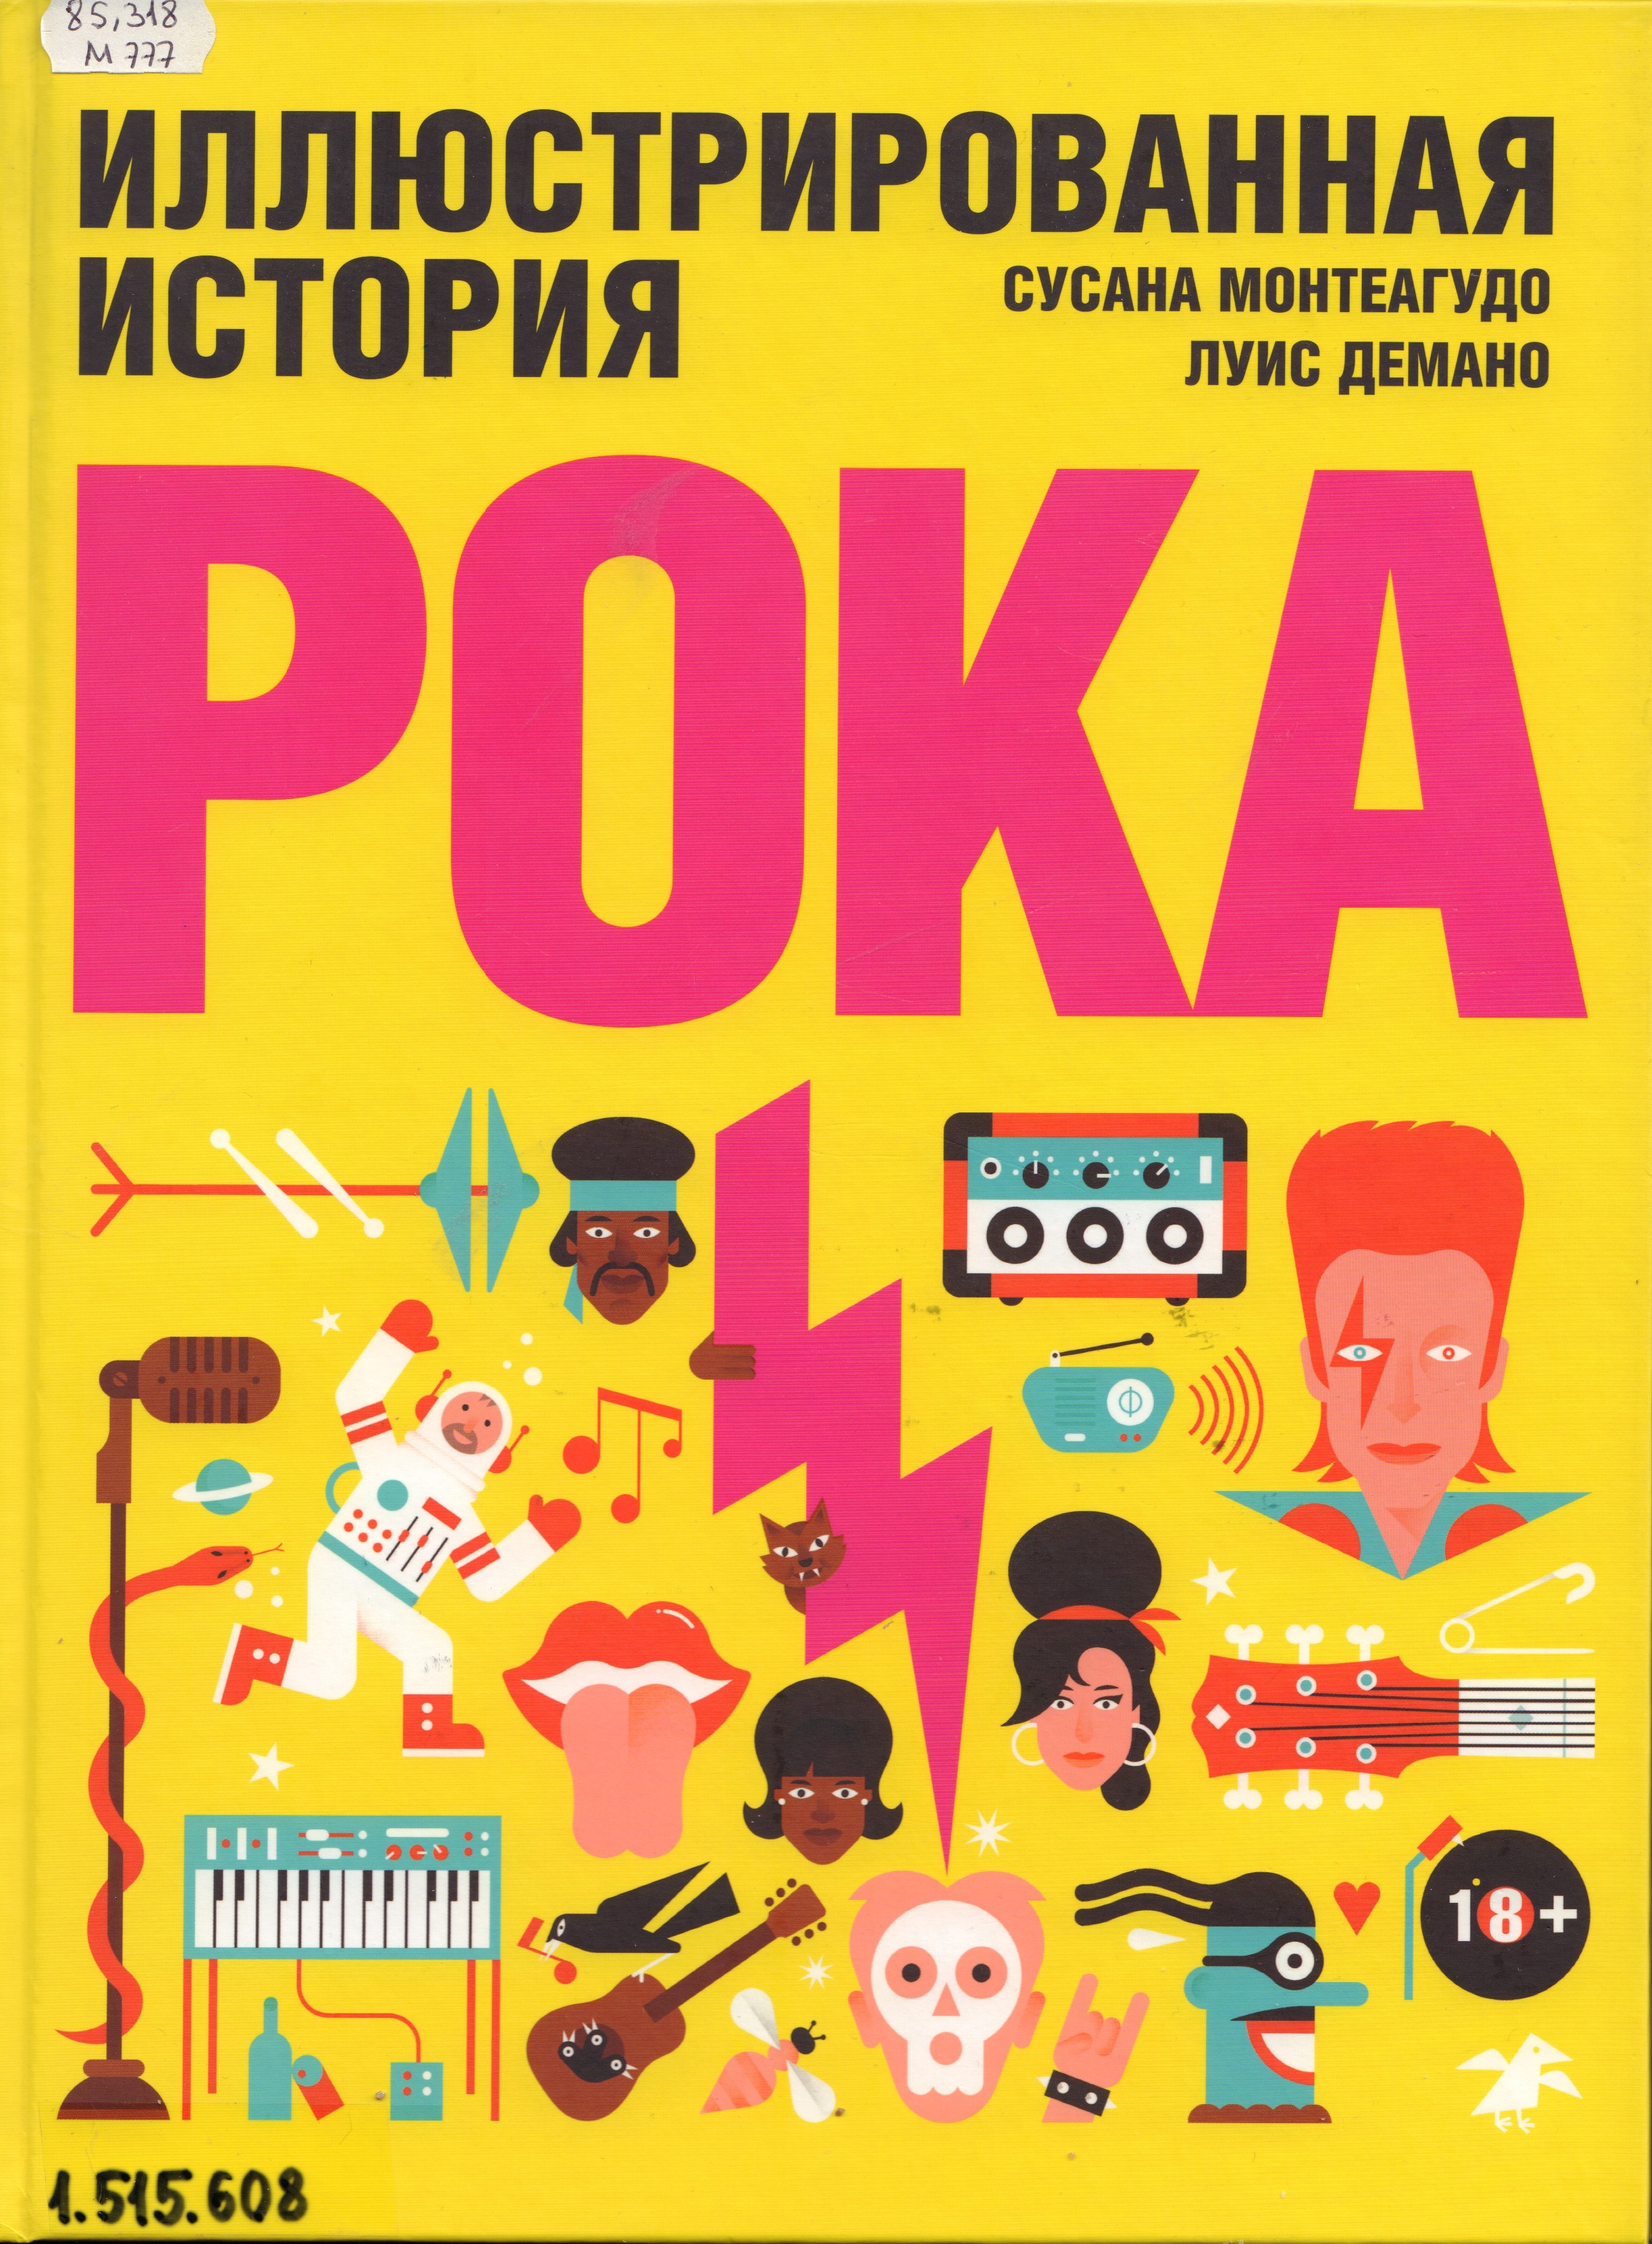 85,318
М 777
ИЛЛЮСТРИРОВАННАЯ
ИСТОРИЯ
СУСАНА МОНТЕАГУДО
ЛУИС ДЕМАНО
РОКА
18+
1.515.608